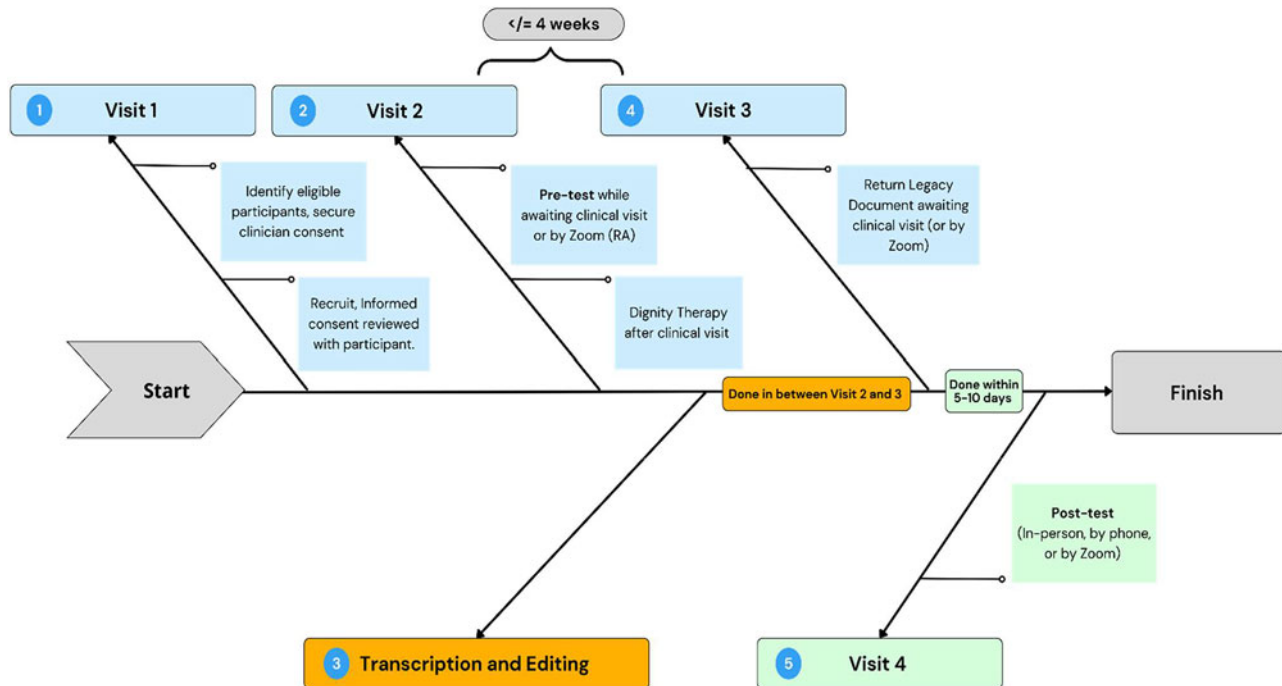 </= 4 weeks
1 Visit 1
2 Visit 2
4 Visit 3
Identify eligible
participants, secure
clinician consent
Recruit, Informed
consent reviewed
with participant.
Pre-test while
awaiting clinical visit
or by Zoom (RA)
Dignity Therapy
after clinical visit
Return Legacy
Document awaiting
clinical visit (or by
Zoom)
Start
Done in between Visit 2 and 3
Done within
5-10 days
Finish
Post-test
(In-person, by phone,
or by Zoom)
3 Transcription and Editing
5 Visit 4